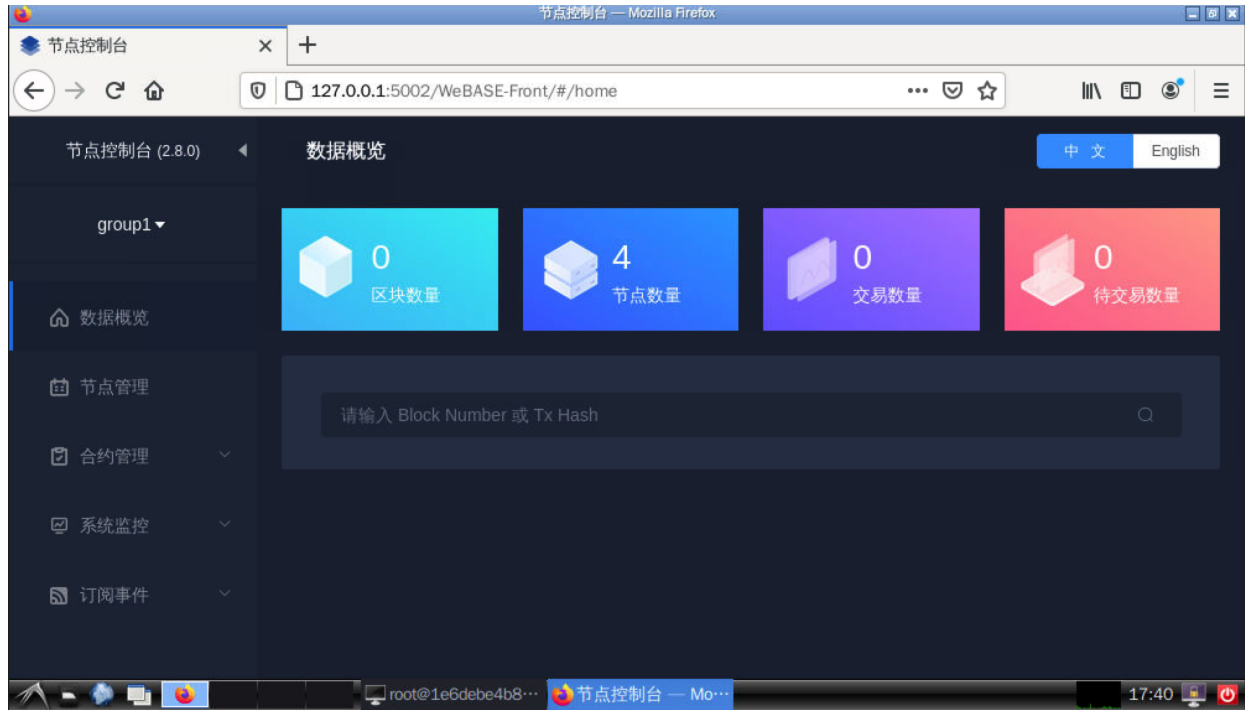 节点控制台 — Mozilla Firefox
节点控制台
127.0.0.1:5002/WeBASE-Front/#/home
节点控制台 (2.8.0)
数据概览
中 文
English
group1
0
区块数量
4
节点数量
0
交易数量
0
待交易数量
数据概览
节点管理
请输入 Block Number 或 Tx Hash
合约管理
系统监控
订阅事件
root@1e6debe4b8…
节点控制台 — Mo…
17:40